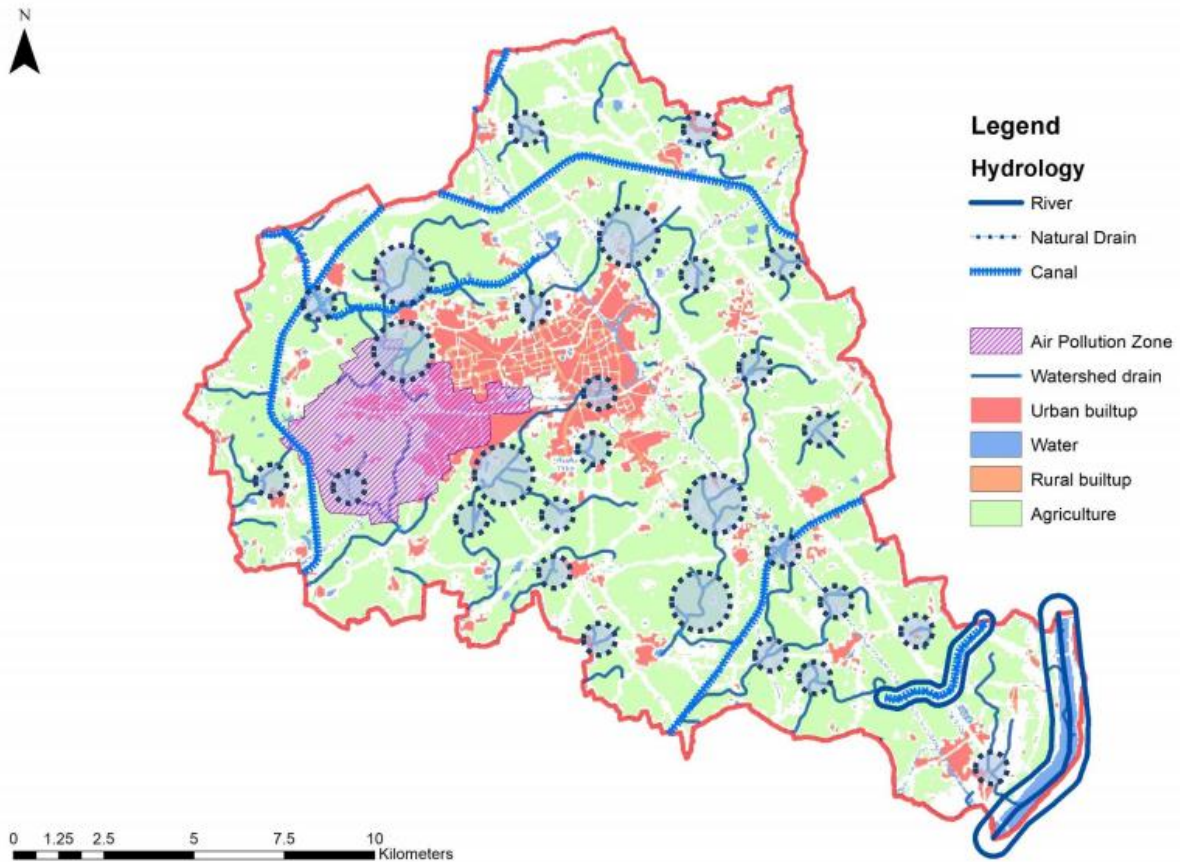 N
Legend
Hydrology
River
Natural Drain
Canal
Air Pollution Zone
Watershed drain
Urban builtup
Water
Rural builtup
Agriculture
0 1.25 2.5 5 7.5 10
Kilometers